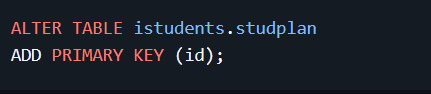 ALTER TABLE istudents.studplan
ADD PRIMARY KEY (id);